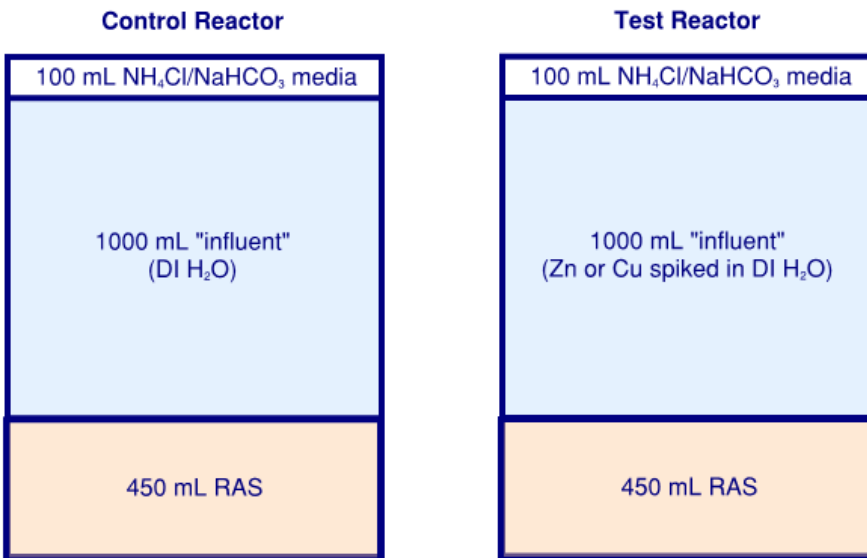 Control Reactor
100 mL NH₄Cl/NaHCO₃ media
1000 mL "influent"
(DI H₂O)
450 mL RAS
Test Reactor
100 mL NH₄Cl/NaHCO₃ media
1000 mL "influent"
(Zn or Cu spiked in DI H₂O)
450 mL RAS